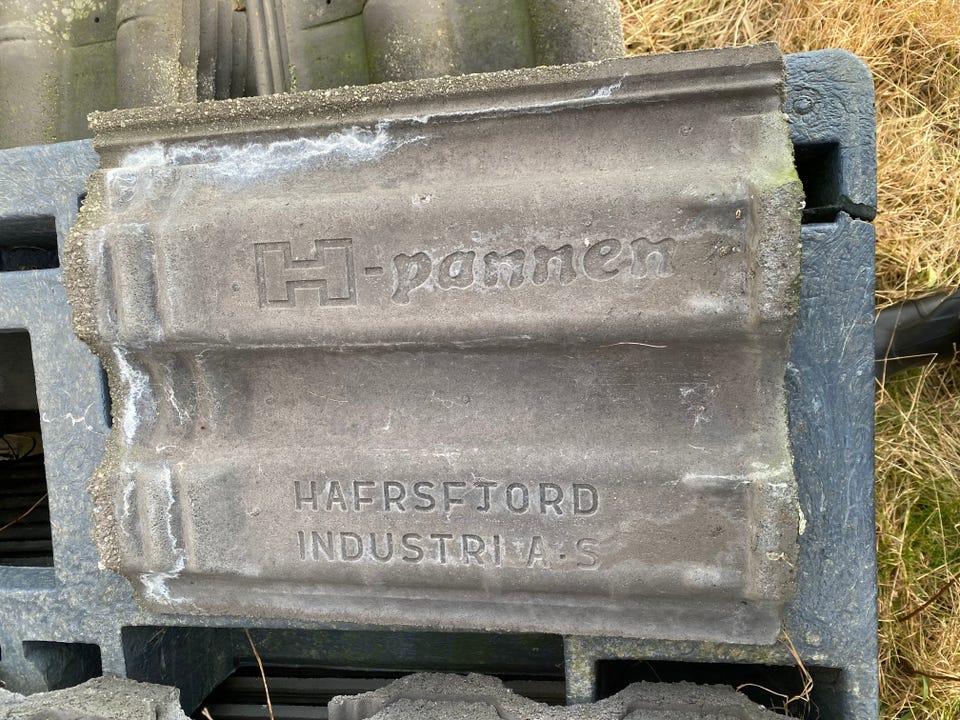 H-pannen
HAFRSFJORD
INDUSTRI A·S